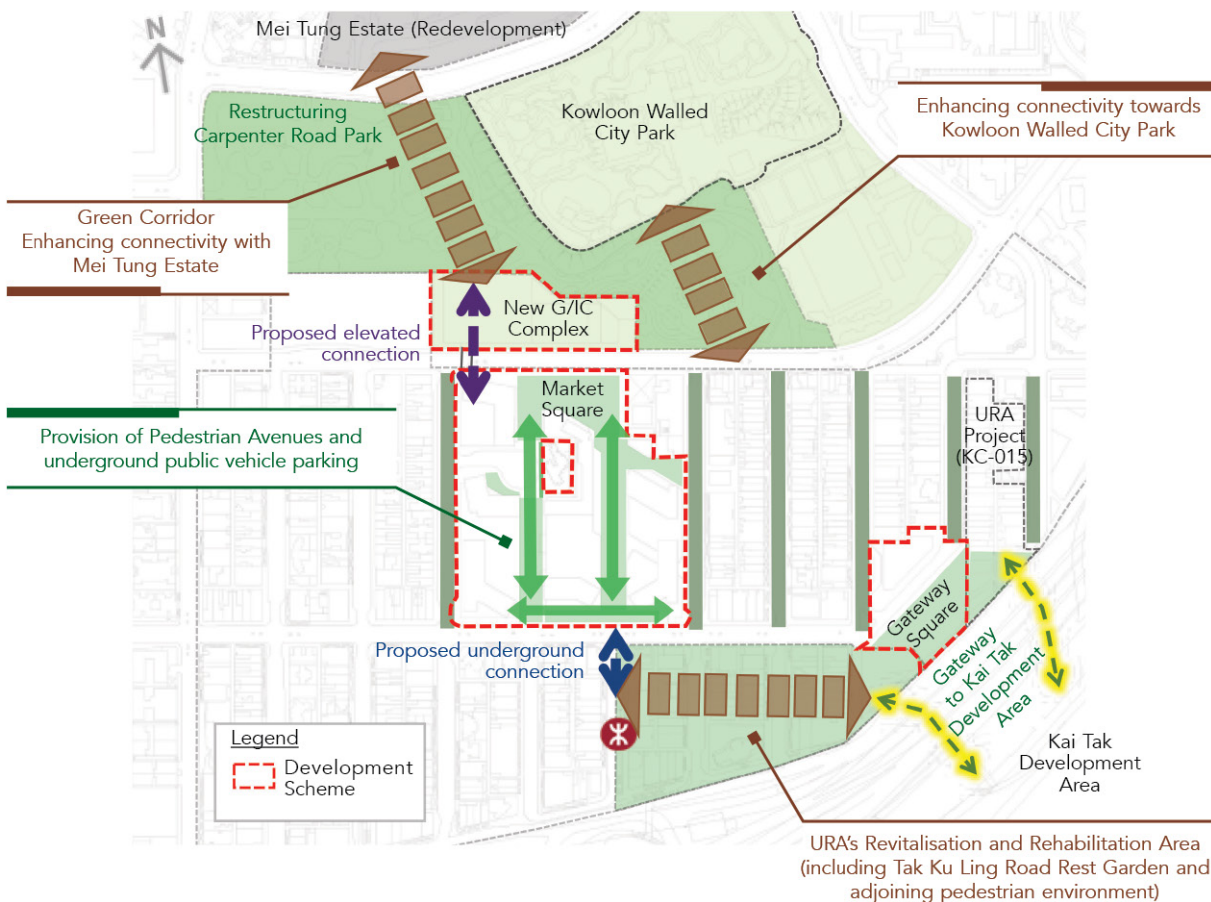 N
Mei Tung Estate (Redevelopment)
Restructuring
Carpenter Road Park
Kowloon Walled
City Park
Enhancing connectivity towards
Kowloon Walled City Park
Green Corridor
Enhancing connectivity with
Mei Tung Estate
New G/IC
Complex
Proposed elevated
connection
Market
Square
URA
Project
(KC-015)
Provision of Pedestrian Avenues and
underground public vehicle parking
Gateway
Square
Gateway
to Kai Tak
Development
Area
Proposed underground
connection
Kai Tak
Development
Area
Legend
Development
Scheme
URA's Revitalisation and Rehabilitation Area
(including Tak Ku Ling Road Rest Garden and
adjoining pedestrian environment)